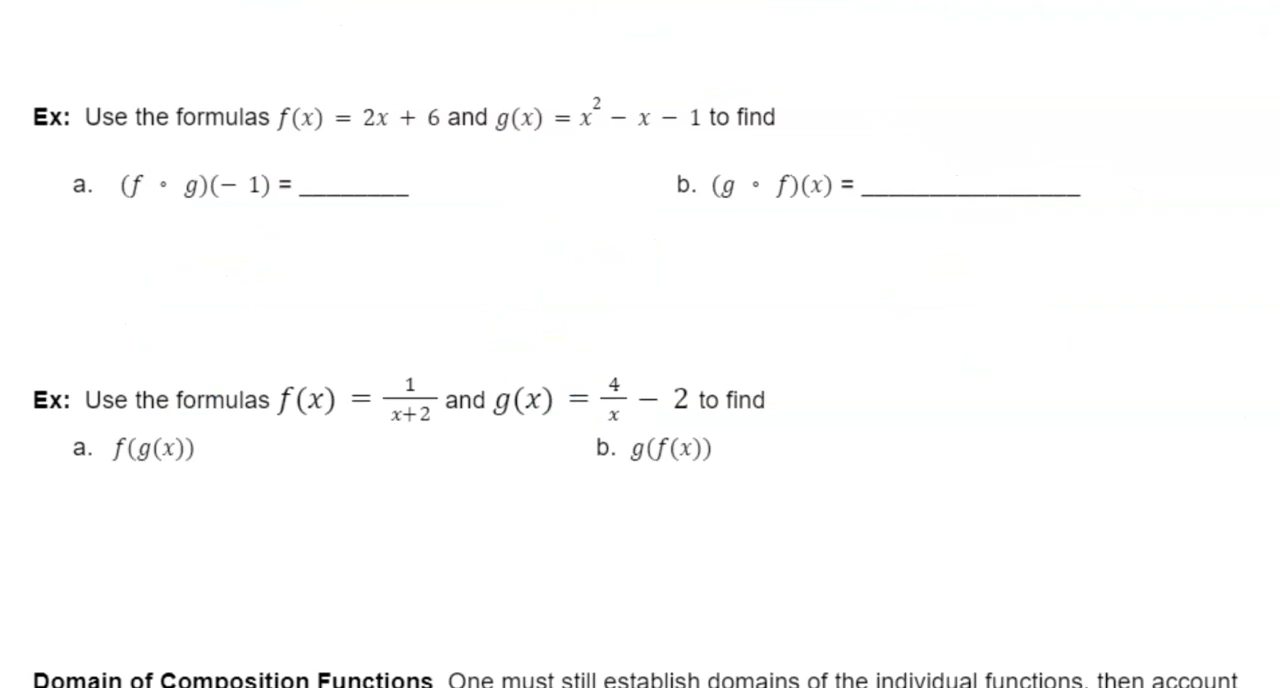 Ex: Use the formulas f(x) = 2x + 6 and g(x) = x² − x − 1 to find
a. (f ∘ g)(− 1) = ________
b. (g ∘ f)(x) = ________________
Ex: Use the formulas f(x) = 1/(x+2) and g(x) = 4/x − 2 to find
a. f(g(x))
b. g(f(x))
Domain of Composition Functions One must still establish domains of the individual functions, then account